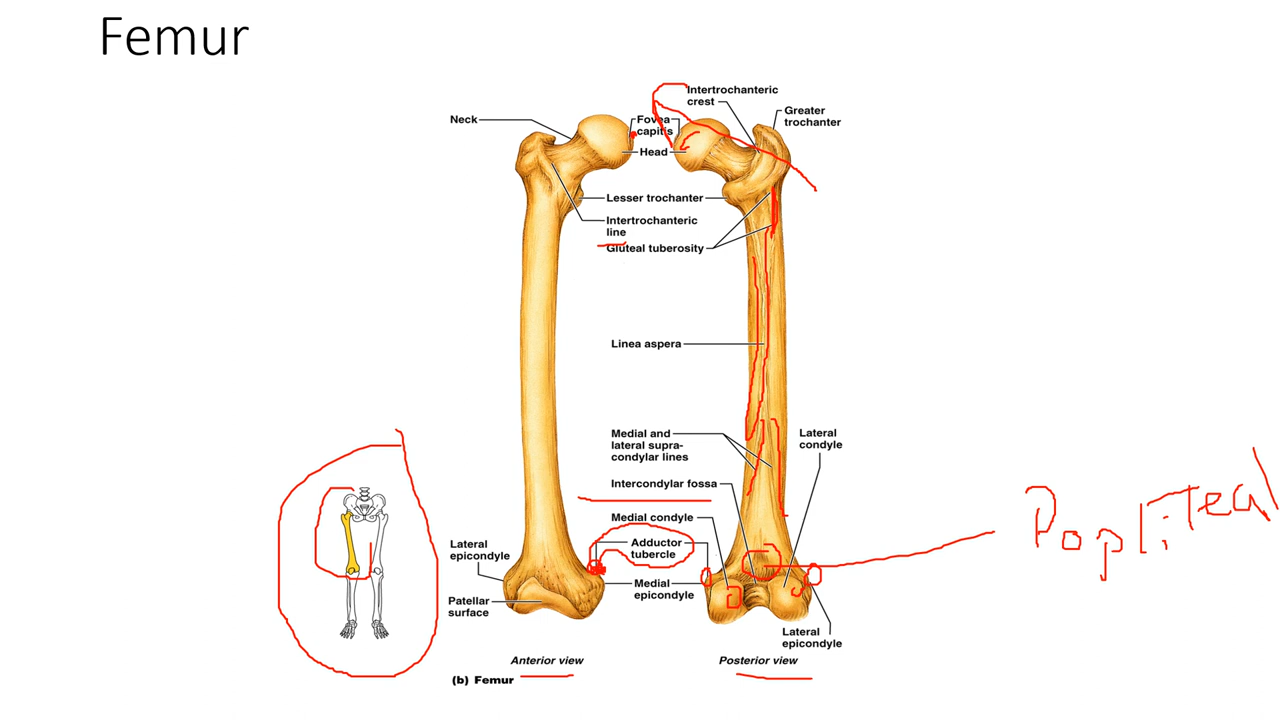 Femur
Intertrochanteric
crest
Greater
trochanter
Neck
Fovea
capitis
Head
Lesser trochanter
Intertrochanteric
line
Gluteal tuberosity
Linea aspera
Medial and
lateral supra-
condylar lines
Lateral
condyle
Intercondylar fossa
Medial condyle
Popliteal
Lateral
epicondyle
Adductor
tubercle
Medial
epicondyle
Patellar
surface
Lateral
epicondyle
Anterior view
Posterior view
(b) Femur